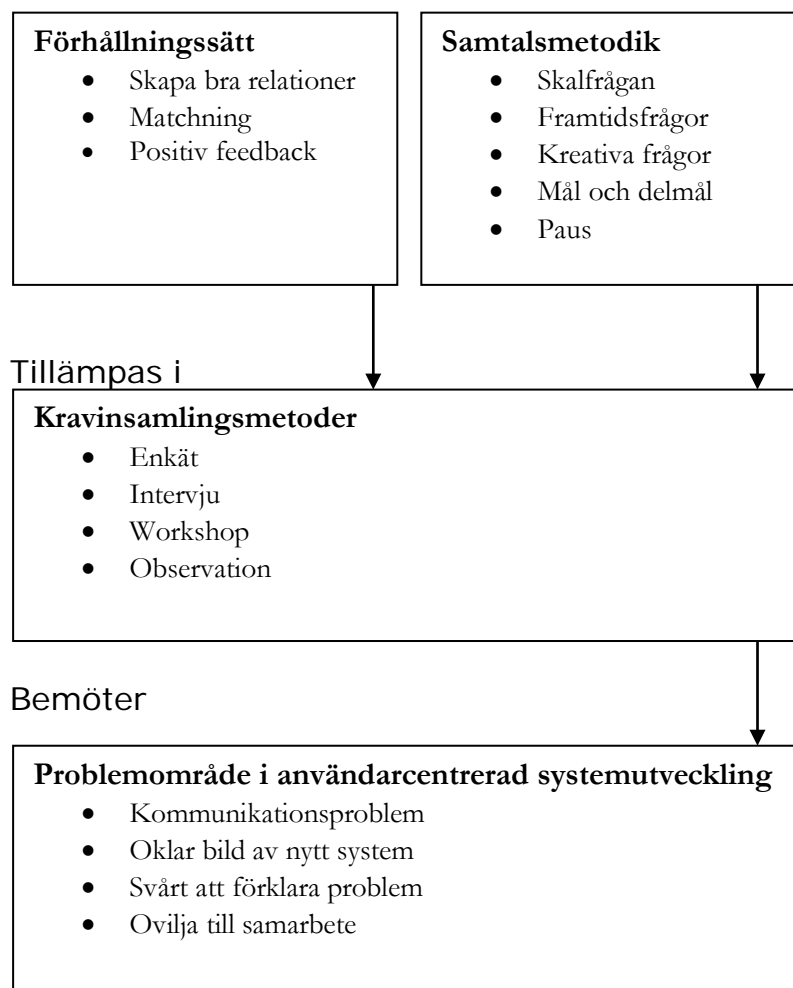 Förhållningssätt
• Skapa bra relationer
• Matchning
• Positiv feedback
Samtalsmetodik
• Skalfrågan
• Framtidsfrågor
• Kreativa frågor
• Mål och delmål
• Paus
Tillämpas i
Kravinsamlingsmetoder
• Enkät
• Intervju
• Workshop
• Observation
Bemöter
Problemområde i användarcentrerad systemutveckling
• Kommunikationsproblem
• Oklar bild av nytt system
• Svårt att förklara problem
• Ovilja till samarbete